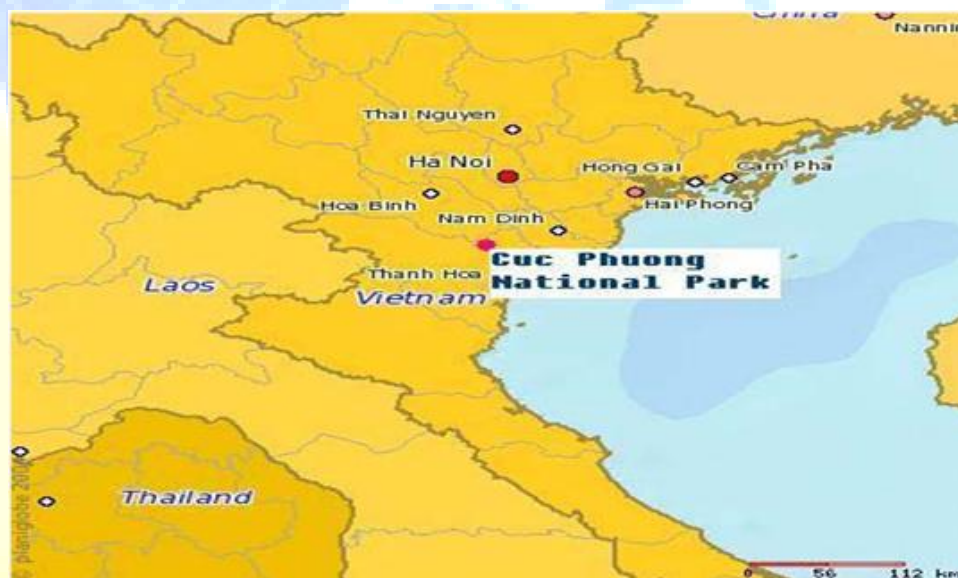 China
Nannin
Thai Nguyen
Ha Noi
Hong Gai
Cam Pha
Hoa Binh
Hai Phong
Nam Dinh
Cuc Phuong
National Park
Thanh Hoa
Laos
Vietnam
Thailand
© planiglobe
0 56 112 km